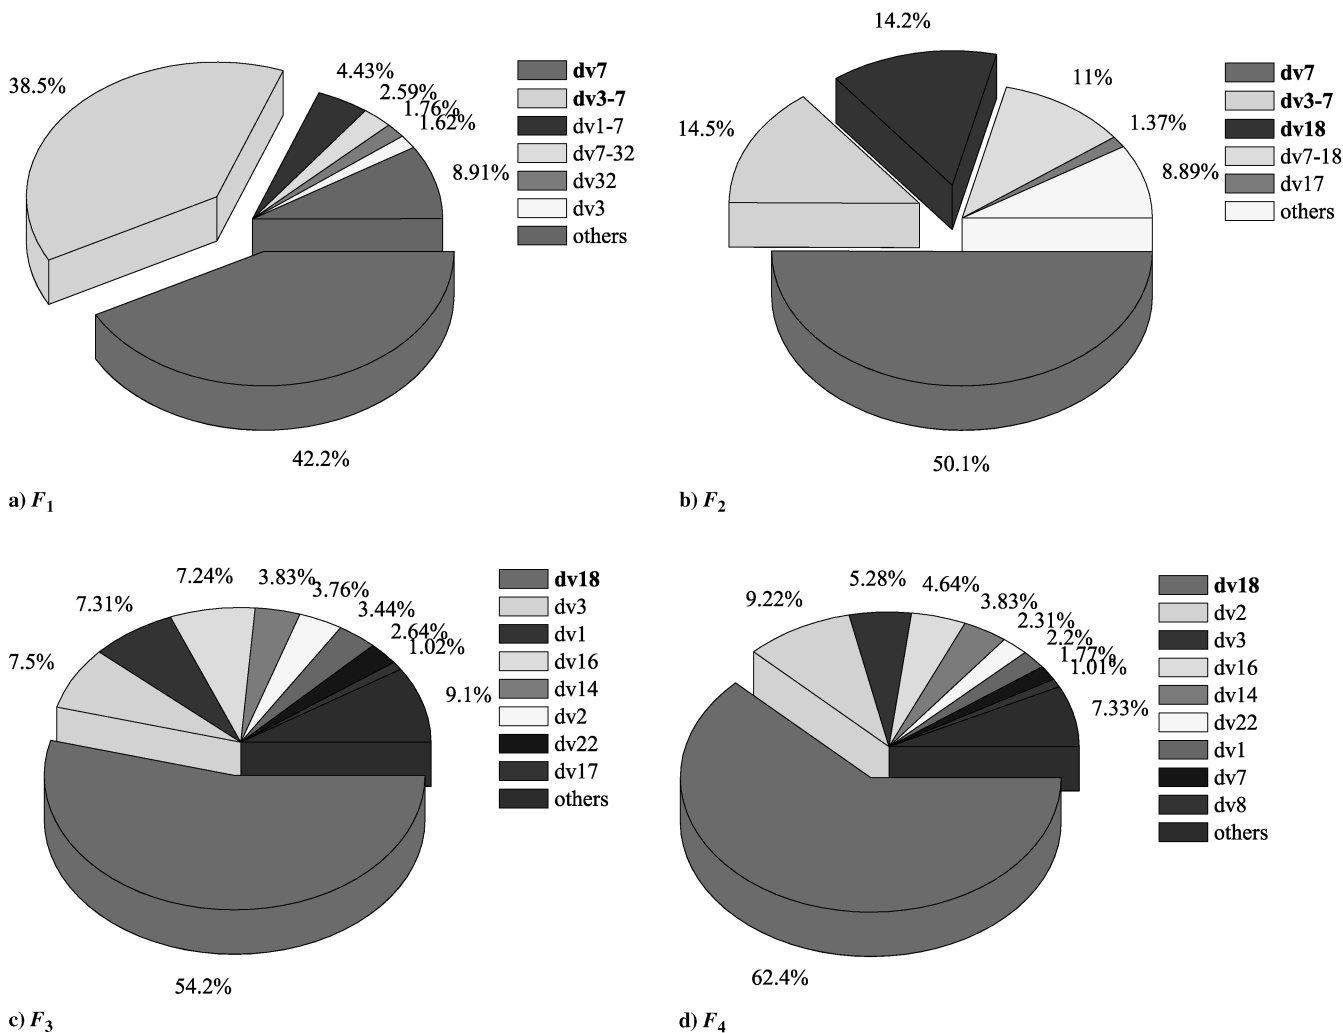 38.5%
4.43%
2.59%
1.76%
1.62%
8.91%
42.2%
dv7
dv3-7
dv1-7
dv7-32
dv32
dv3
others
a) F1
14.2%
14.5%
11%
1.37%
8.89%
50.1%
dv7
dv3-7
dv18
dv7-18
dv17
others
b) F2
7.24%
3.83%
3.76%
7.31%
3.44%
2.64%
1.02%
7.5%
9.1%
54.2%
dv18
dv3
dv1
dv16
dv14
dv2
dv22
dv17
others
c) F3
5.28%
4.64%
9.22%
3.83%
2.31%
2.2%
1.77%
1.01%
7.33%
62.4%
dv18
dv2
dv3
dv16
dv14
dv22
dv1
dv7
dv8
others
d) F4